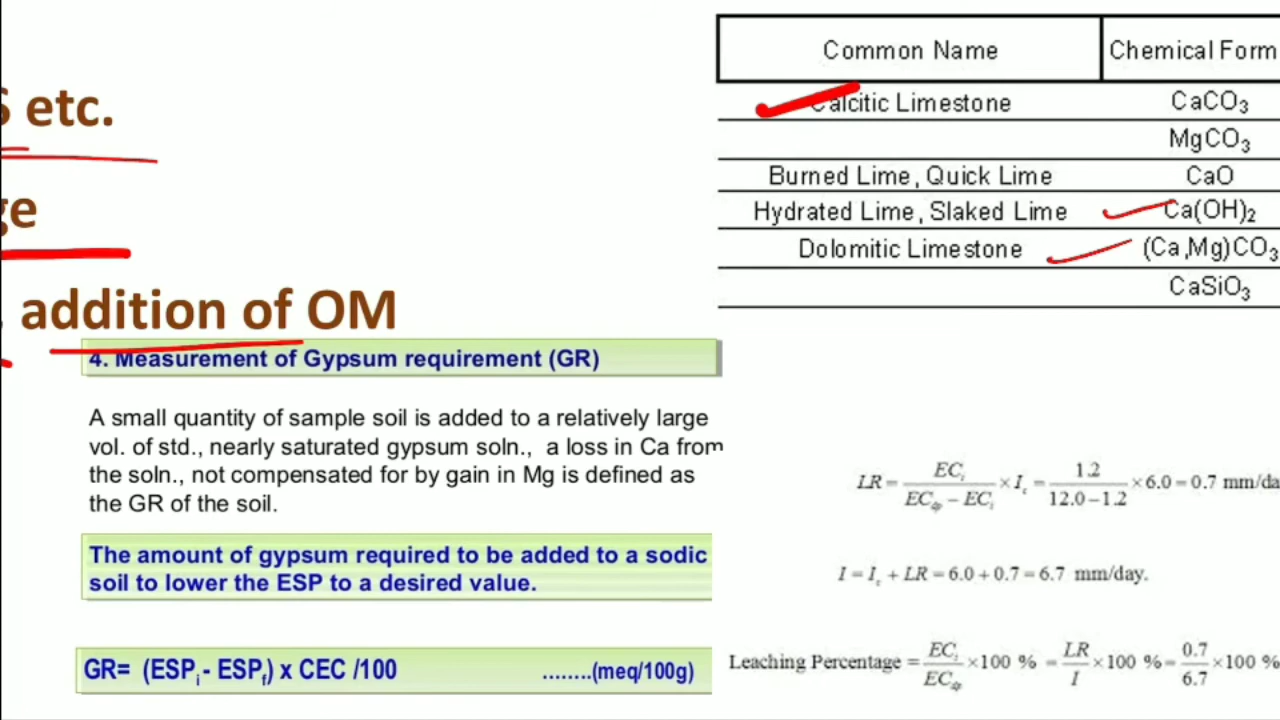 etc.
addition of OM
4. Measurement of Gypsum requirement (GR)
A small quantity of sample soil is added to a relatively large
vol. of std., nearly saturated gypsum soln., a loss in Ca from
the soln., not compensated for by gain in Mg is defined as
the GR of the soil.
The amount of gypsum required to be added to a sodic
soil to lower the ESP to a desired value.
GR= (ESPi - ESPf) x CEC /100 ........(meq/100g)
Common Name Chemical Form
Calcitic Limestone CaCO3
MgCO3
Burned Lime, Quick Lime CaO
Hydrated Lime, Slaked Lime Ca(OH)2
Dolomitic Limestone (Ca,Mg)CO3
CaSiO3
LR = ECi / (ECdp – ECi) × Ic = 1.2 / (12.0 – 1.2) × 6.0 = 0.7 mm/da
I = Ic + LR = 6.0 + 0.7 = 6.7 mm/day.
Leaching Percentage = ECi / ECdp × 100 % = LR / I × 100 % = 0.7 / 6.7 × 100 %